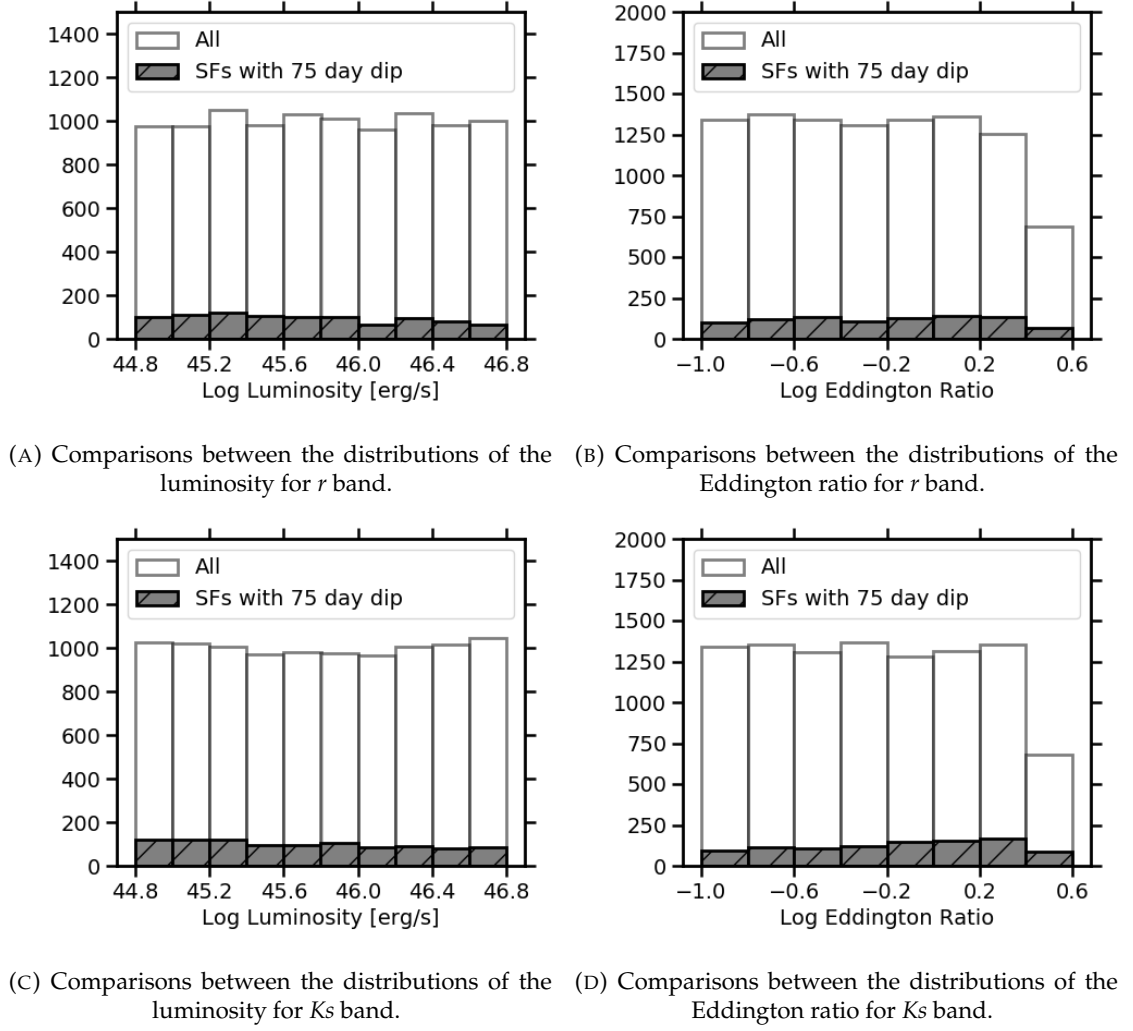 1400
1200
1000
800
600
400
200
0
All
SFs with 75 day dip
44.8 45.2 45.6 46.0 46.4 46.8
Log Luminosity [erg/s]
2000
1750
1500
1250
1000
750
500
250
0
All
SFs with 75 day dip
−1.0 −0.6 −0.2 0.2 0.6
Log Eddington Ratio
(A) Comparisons between the distributions of the
luminosity for r band.
(B) Comparisons between the distributions of the
Eddington ratio for r band.
1400
1200
1000
800
600
400
200
0
All
SFs with 75 day dip
44.8 45.2 45.6 46.0 46.4 46.8
Log Luminosity [erg/s]
2000
1750
1500
1250
1000
750
500
250
0
All
SFs with 75 day dip
−1.0 −0.6 −0.2 0.2 0.6
Log Eddington Ratio
(C) Comparisons between the distributions of the
luminosity for Ks band.
(D) Comparisons between the distributions of the
Eddington ratio for Ks band.